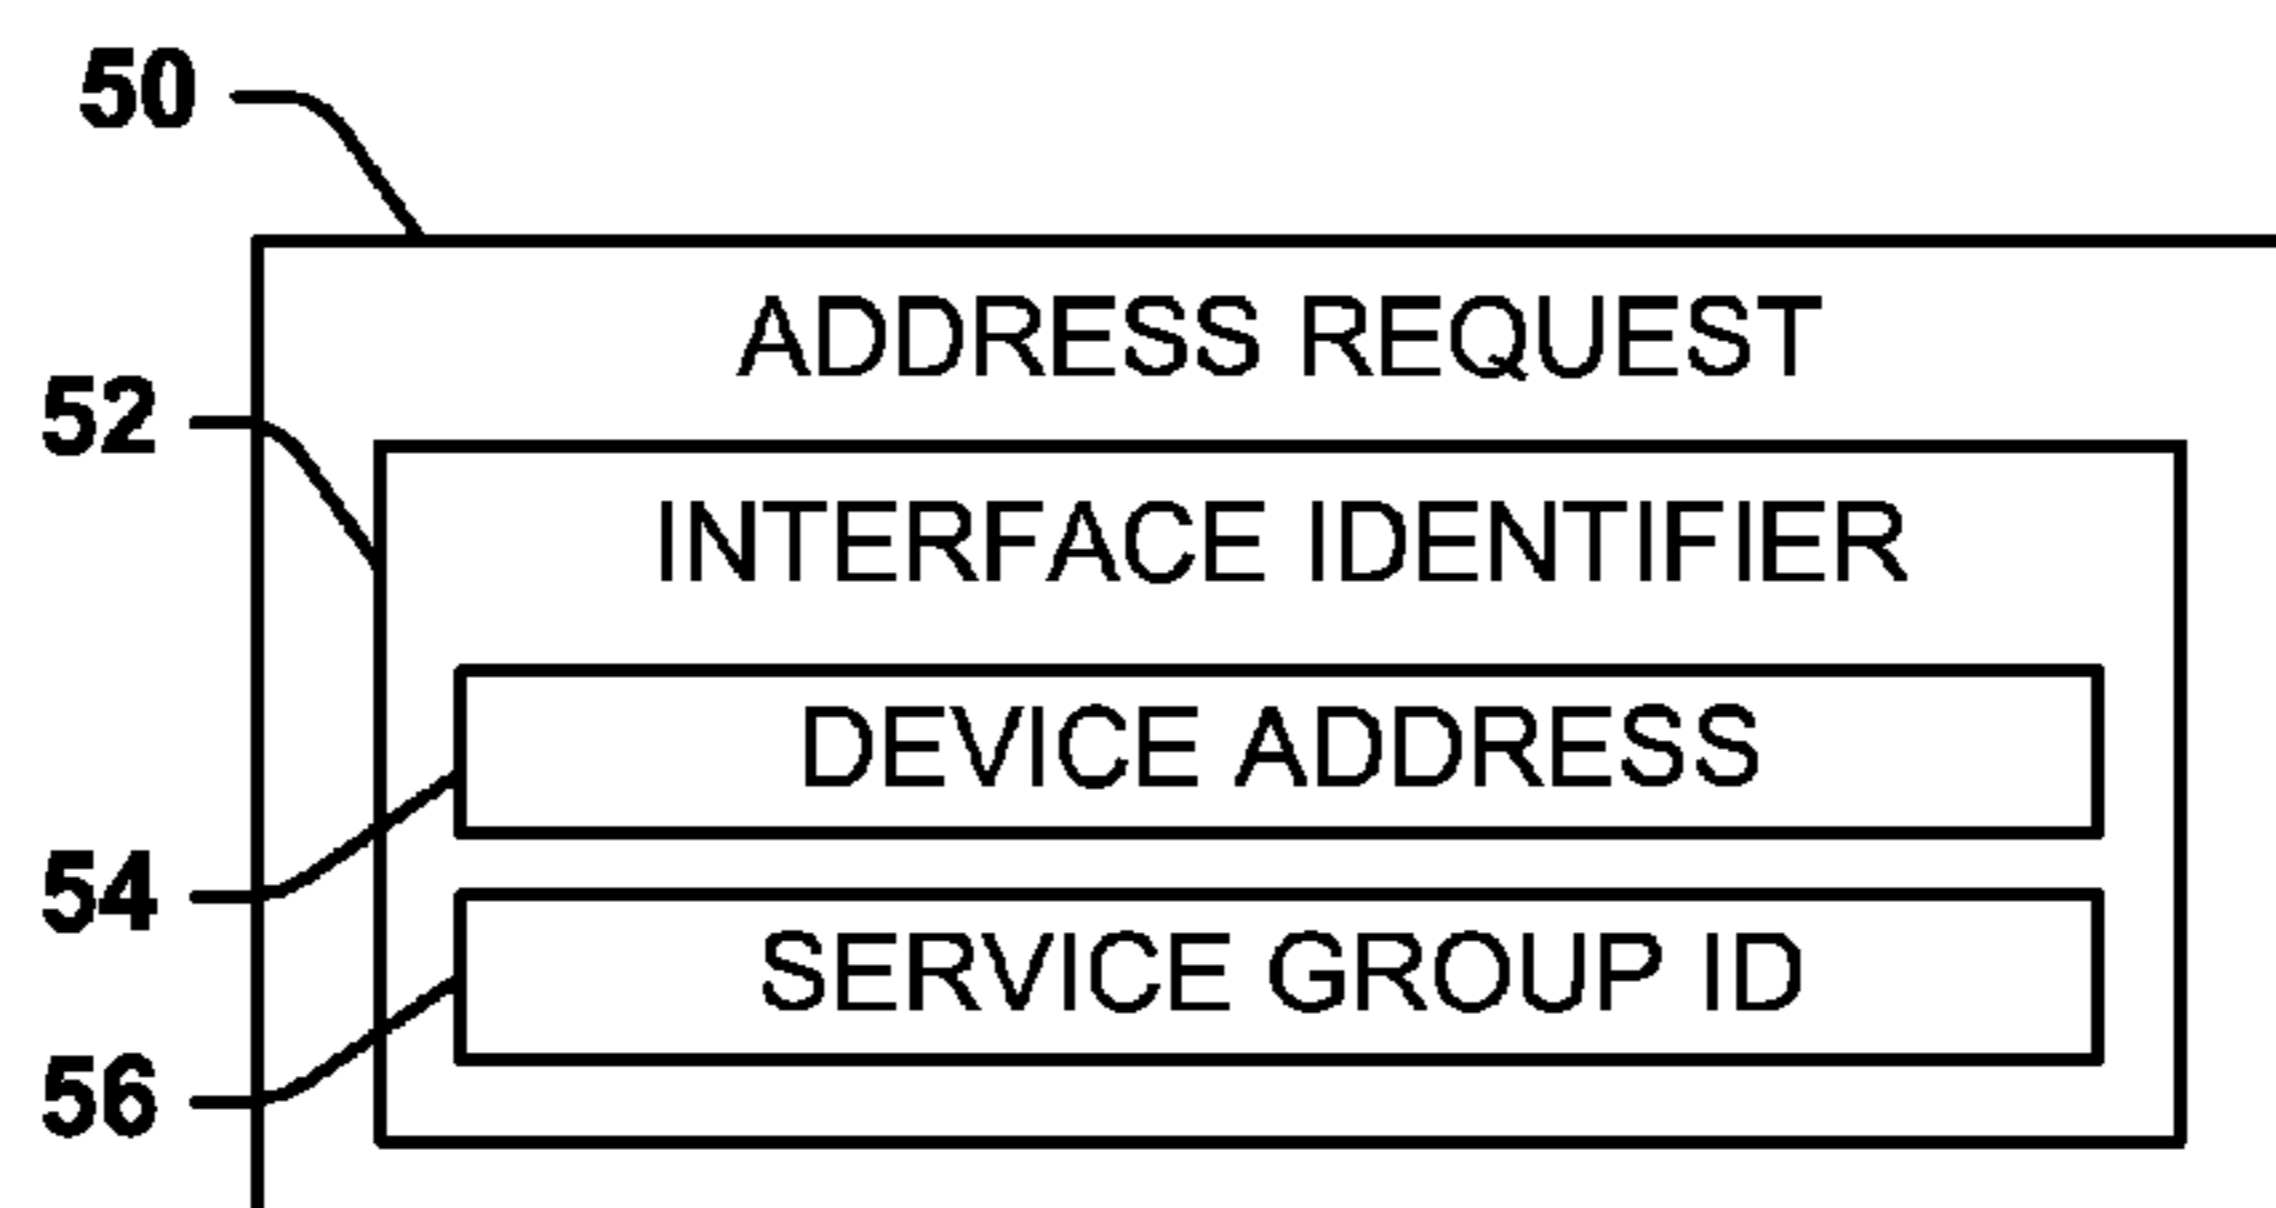 50
ADDRESS REQUEST
52
INTERFACE IDENTIFIER
DEVICE ADDRESS
54
SERVICE GROUP ID
56